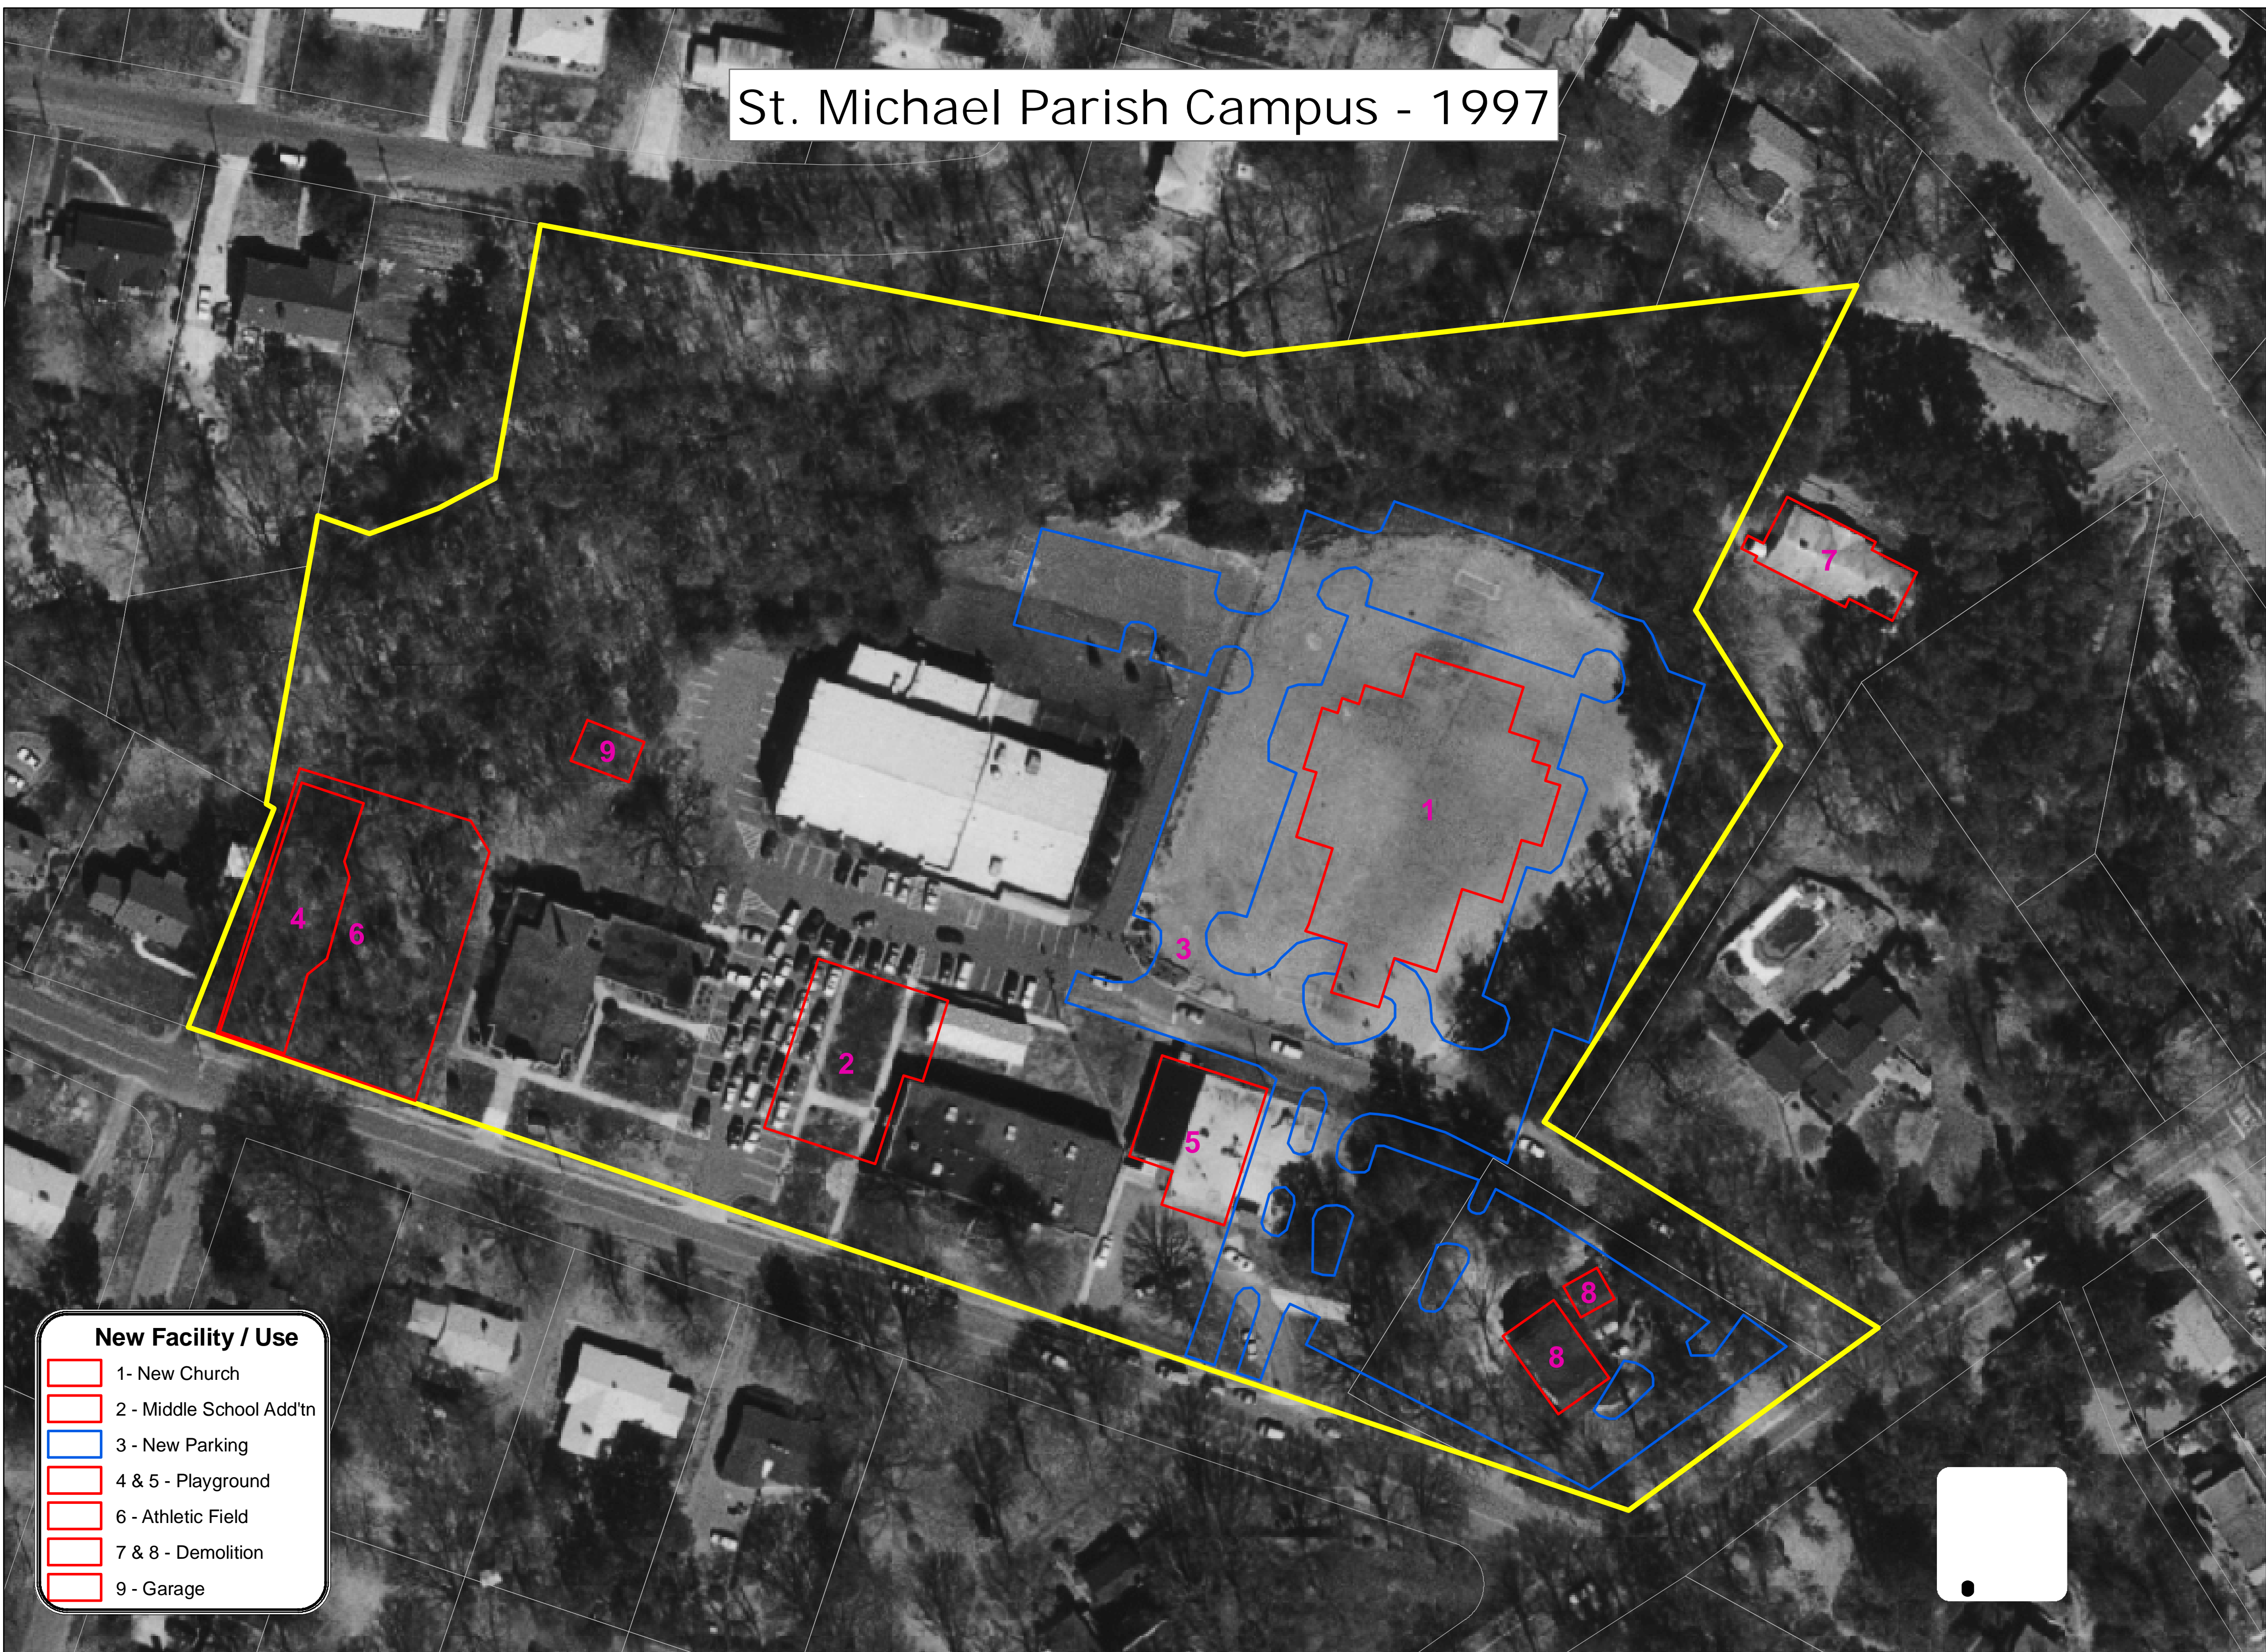 St. Michael Parish Campus - 1997
7
9
1
4
6
3
2
5
8
8
New Facility / Use
1- New Church
2 - Middle School Add'tn
3 - New Parking
4 & 5 - Playground
6 - Athletic Field
7 & 8 - Demolition
9 - Garage